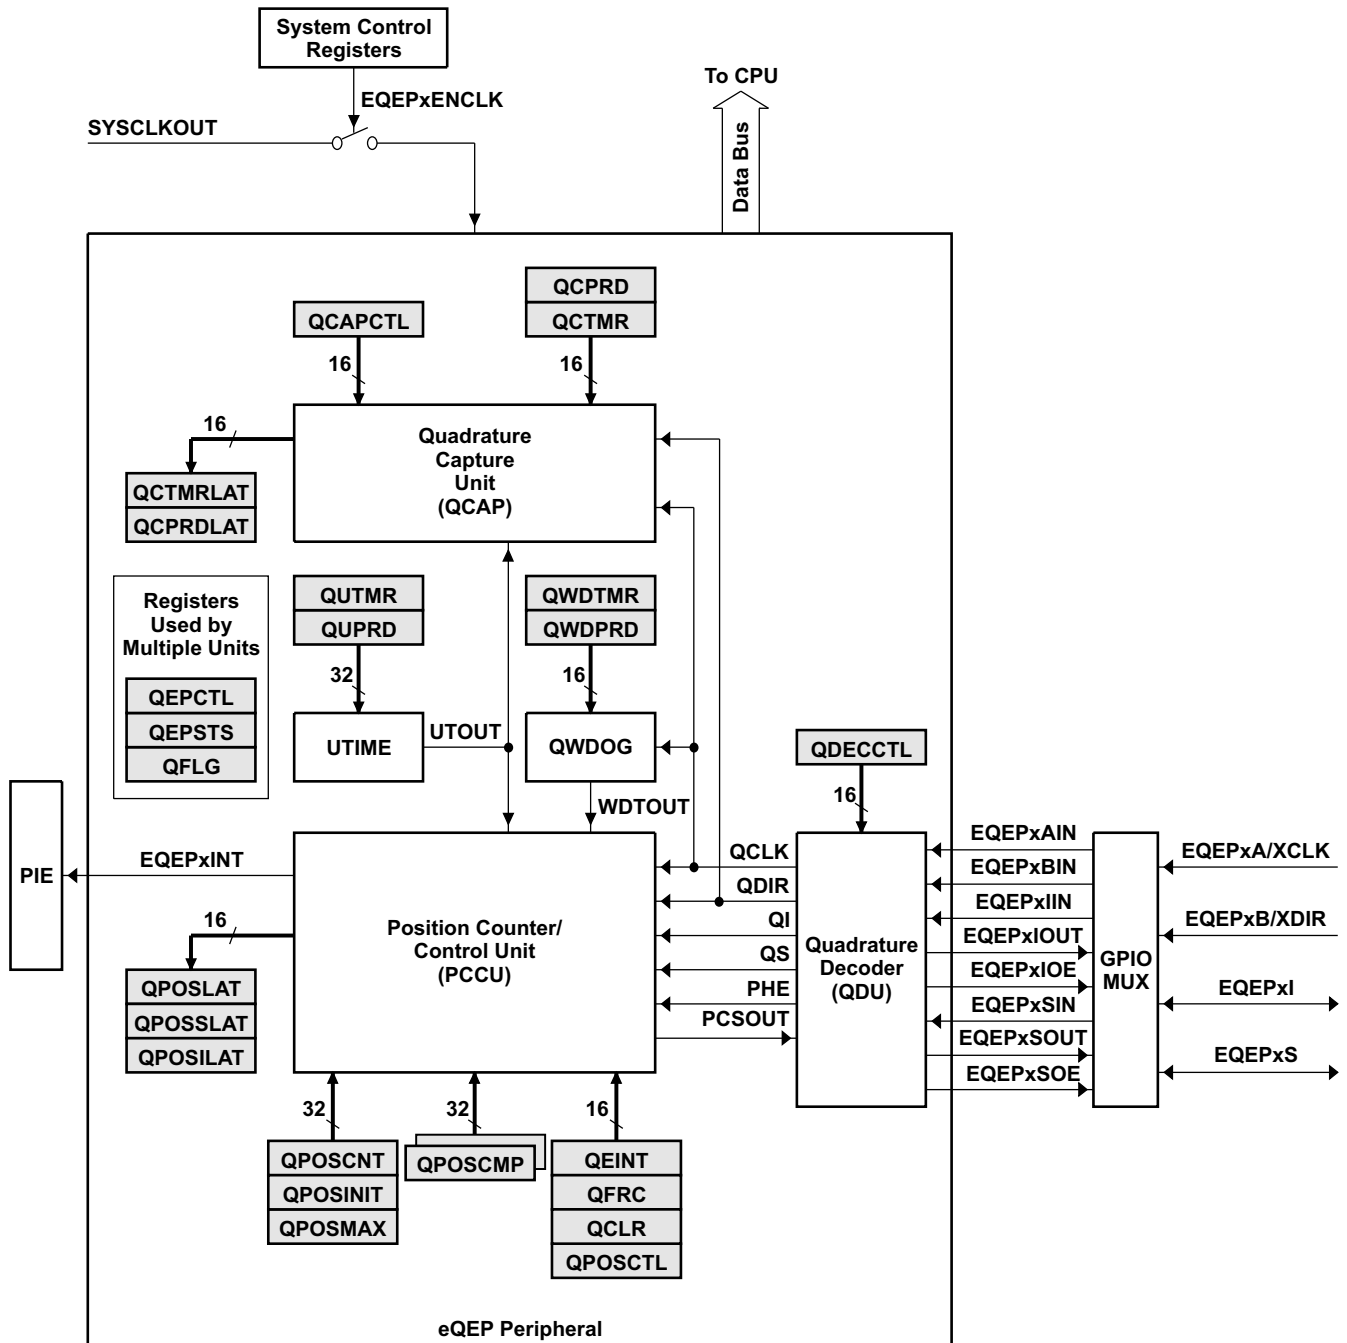 System Control
Registers
To CPU
EQEPxENCLK
SYSCLKOUT
Data Bus
QCPRD
QCAPCTL
QCTMR
16
16
16
Quadrature
Capture
Unit
(QCAP)
QCTMRLAT
QCPRDLAT
Registers
Used by
Multiple Units
QEPCTL
QEPSTS
QFLG
QUTMR
QUPRD
32
UTIME
UTOUT
QWDTMR
QWDPRD
16
QWDOG
WDTOUT
QDECCTL
16
PIE
EQEPxINT
16
Position Counter/
Control Unit
(PCCU)
QPOSLAT
QPOSSLAT
QPOSILAT
QCLK
QDIR
QI
QS
PHE
PCSOUT
Quadrature
Decoder
(QDU)
EQEPxAIN
EQEPxBIN
EQEPxIIN
EQEPxIOUT
EQEPxIOE
EQEPxSIN
EQEPxSOUT
EQEPxSOE
GPIO
MUX
EQEPxA/XCLK
EQEPxB/XDIR
EQEPxI
EQEPxS
32
32
16
QPOSCNT
QPOSINIT
QPOSMAX
QPOSCMP
QEINT
QFRC
QCLR
QPOSCTL
eQEP Peripheral